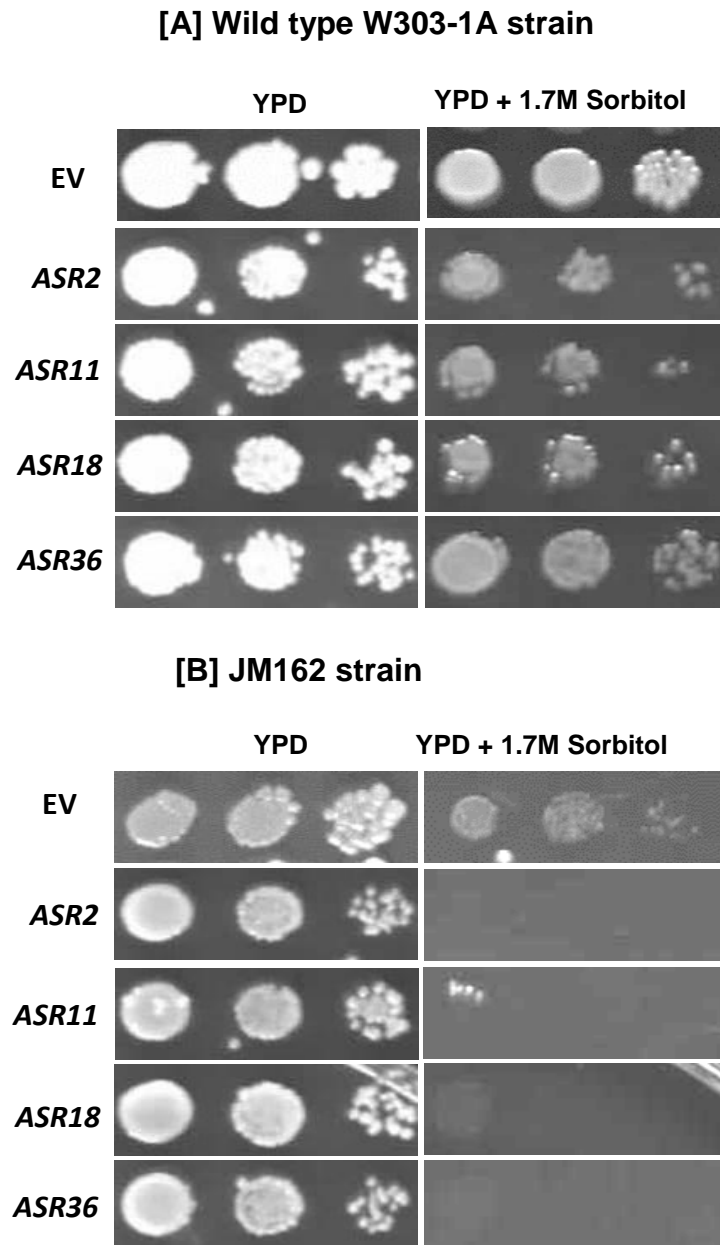 [A] Wild type W303-1A strain
YPD YPD + 1.7M Sorbitol
EV
ASR2
ASR11
ASR18
ASR36
[B] JM162 strain
YPD YPD + 1.7M Sorbitol
EV
ASR2
ASR11
ASR18
ASR36